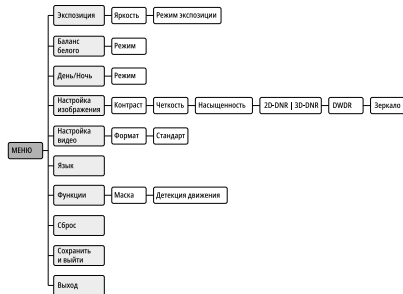 Экспозиция
Яркость
Режим экспозиции
Баланс
белого
Режим
День/Ночь
Режим
Настройка
изображения
Контраст
Четкость
Насыщенность
2D-DNR | 3D-DNR
DWDR
Зеркало
Настройка
видео
Формат
Стандарт
МЕНЮ
Язык
Функции
Маска
Детекция движения
Сброс
Сохранить
и выйти
Выход